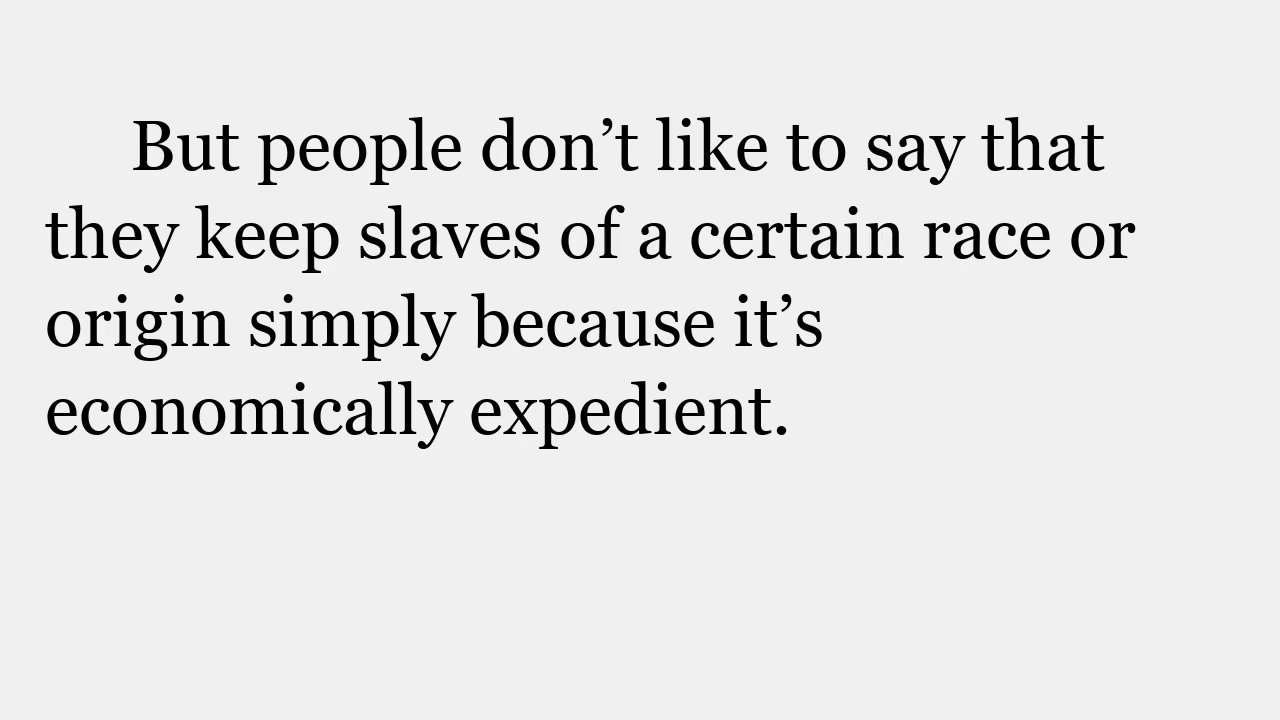 But people don’t like to say that
they keep slaves of a certain race or
origin simply because it’s
economically expedient.